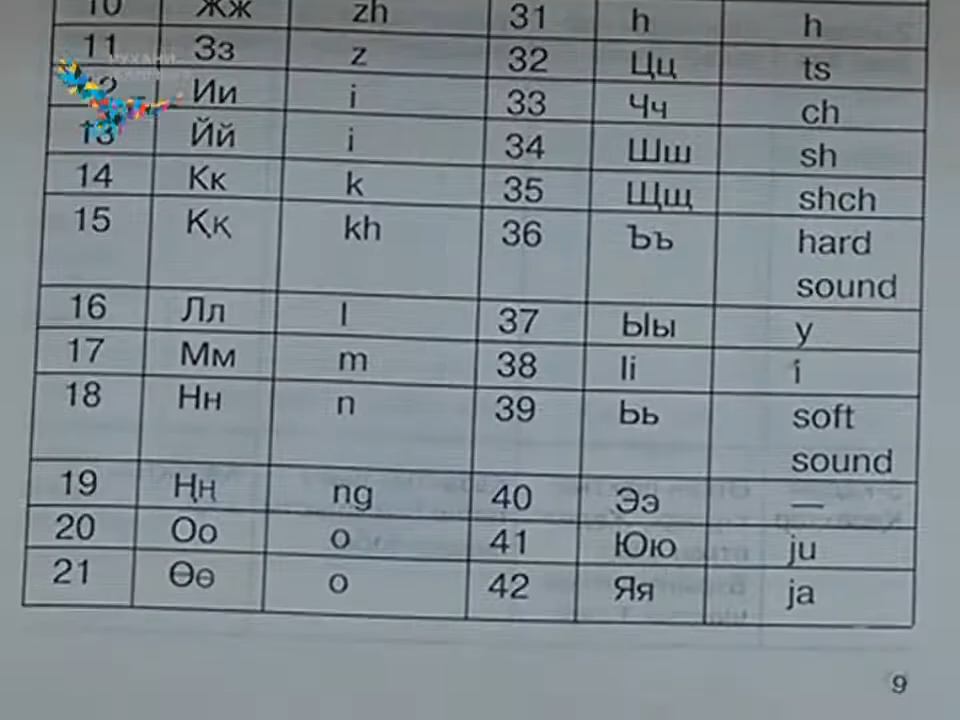 10 Жж zh 31 h h
11 Зз z 32 Цц ts
12 Ии i 33 Чч ch
13 Йй i 34 Шш sh
14 Кк k 35 Щщ shch
15 Ққ kh 36 Ъъ hard
sound
16 Лл l 37 Ыы y
17 Мм m 38 Іі i
18 Нн n 39 Ьь soft
sound
19 Ңң ng 40 Ээ —
20 Оо o 41 Юю ju
21 Өө o 42 Яя ja
9